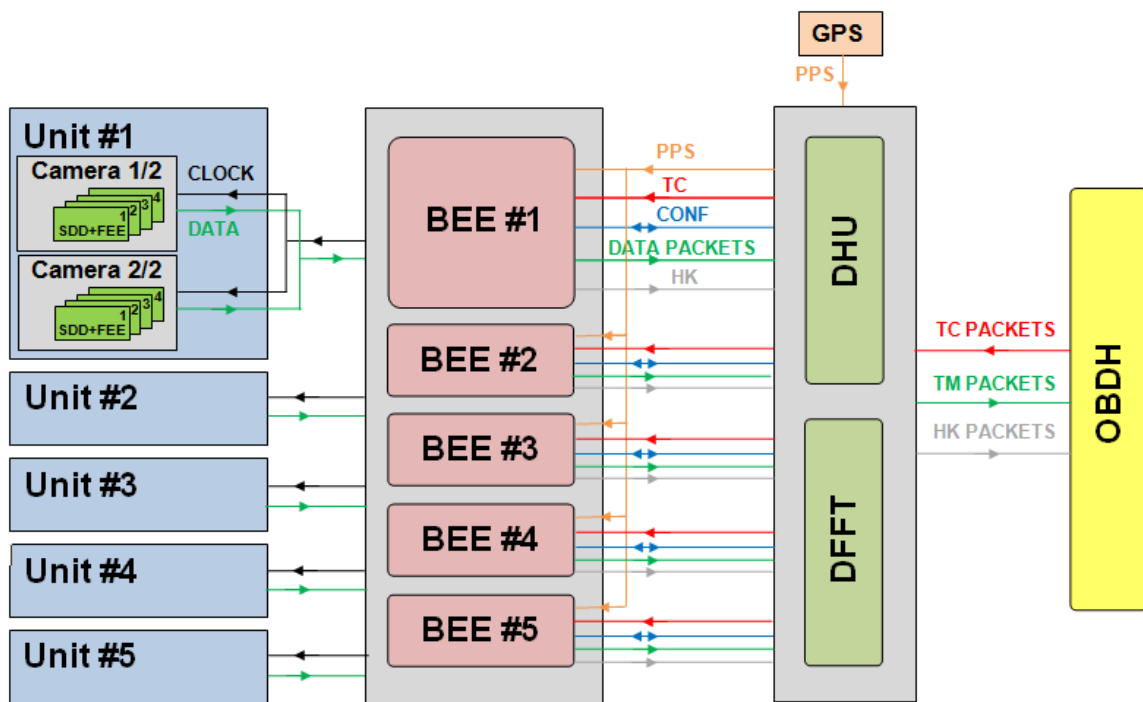 GPS
PPS
Unit #1
Camera 1/2
1 2 3 4
SDD+FEE
CLOCK
DATA
Camera 2/2
1 2 3 4
SDD+FEE
Unit #2
Unit #3
Unit #4
Unit #5
BEE #1
BEE #2
BEE #3
BEE #4
BEE #5
PPS
TC
CONF
DATA PACKETS
HK
DHU
DFFT
TC PACKETS
TM PACKETS
HK PACKETS
OBDH